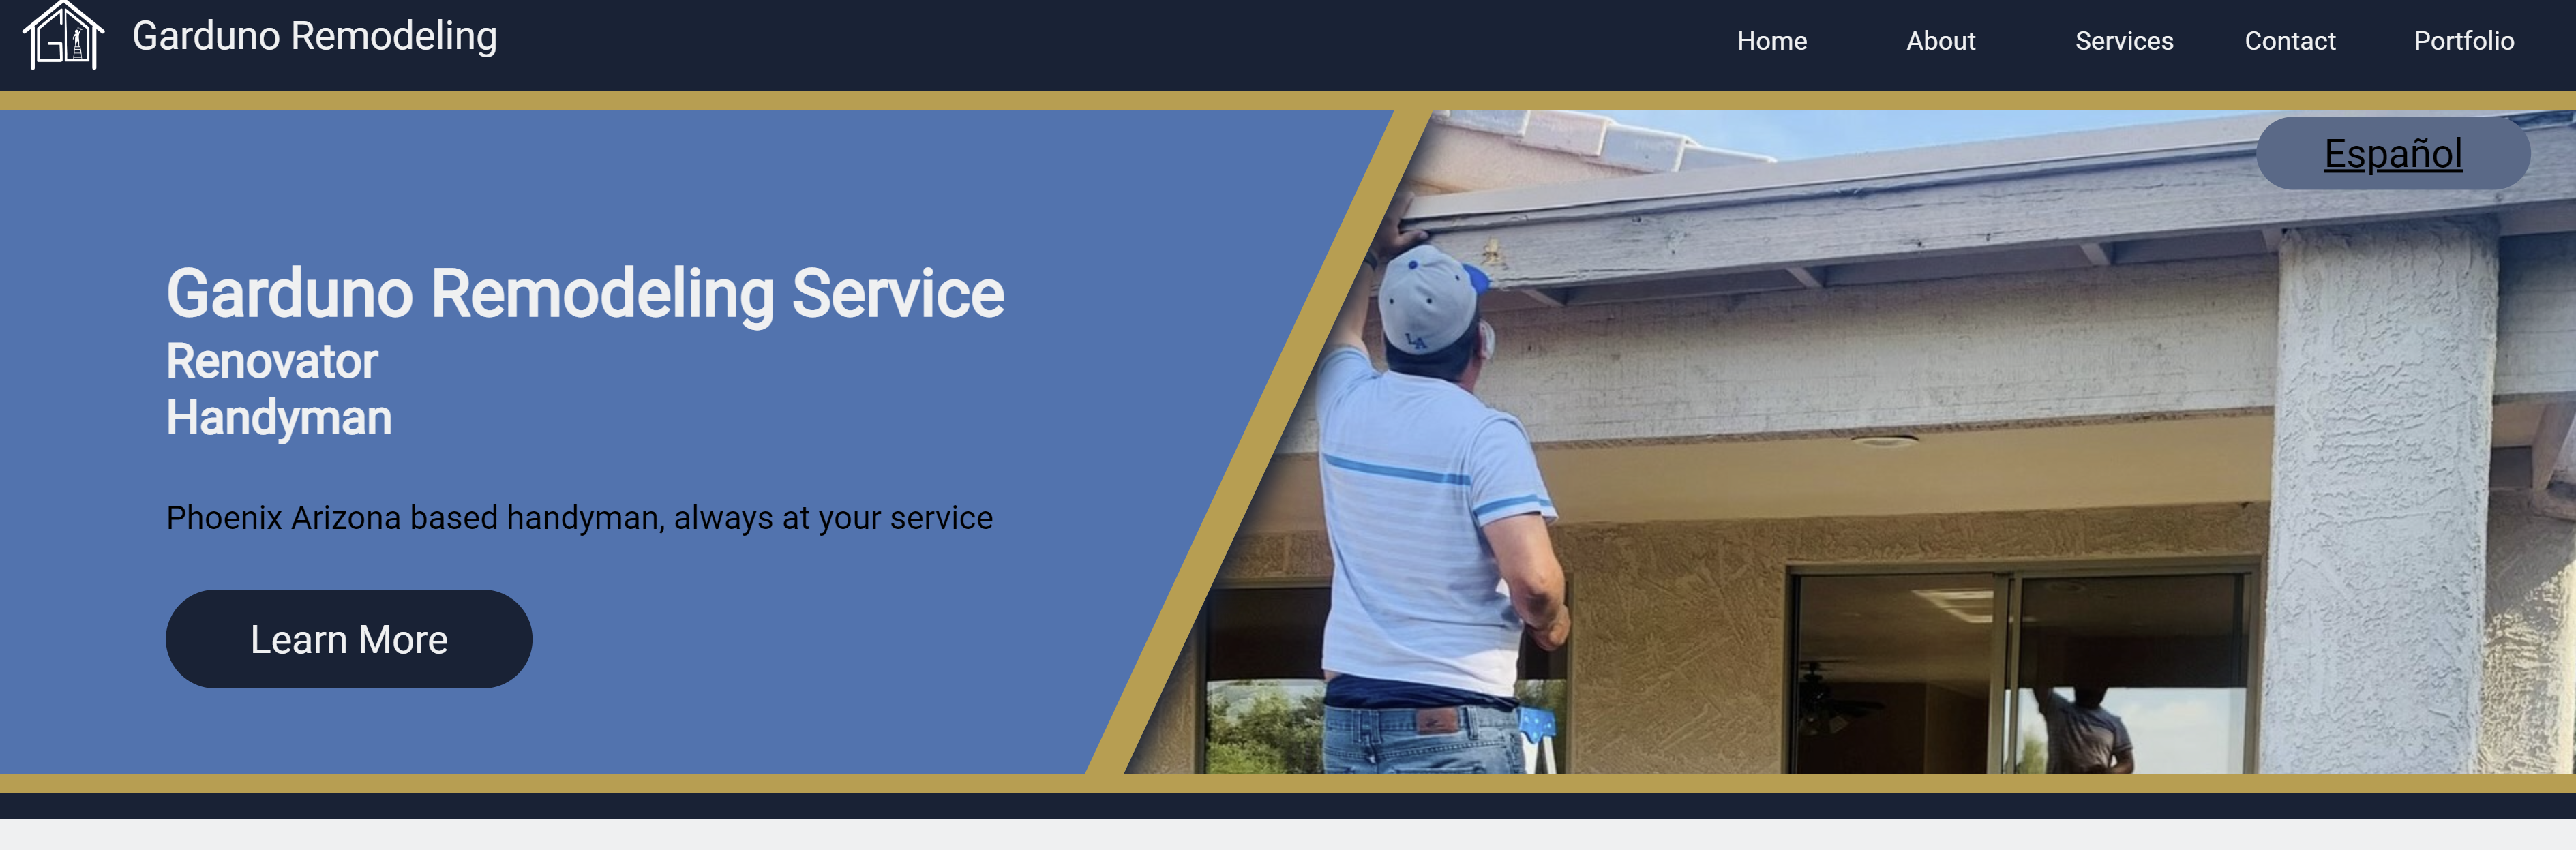 Garduno Remodeling
Home About Services Contact Portfolio
Español
Garduno Remodeling Service
Renovator
Handyman
Phoenix Arizona based handyman, always at your service
Learn More
LA